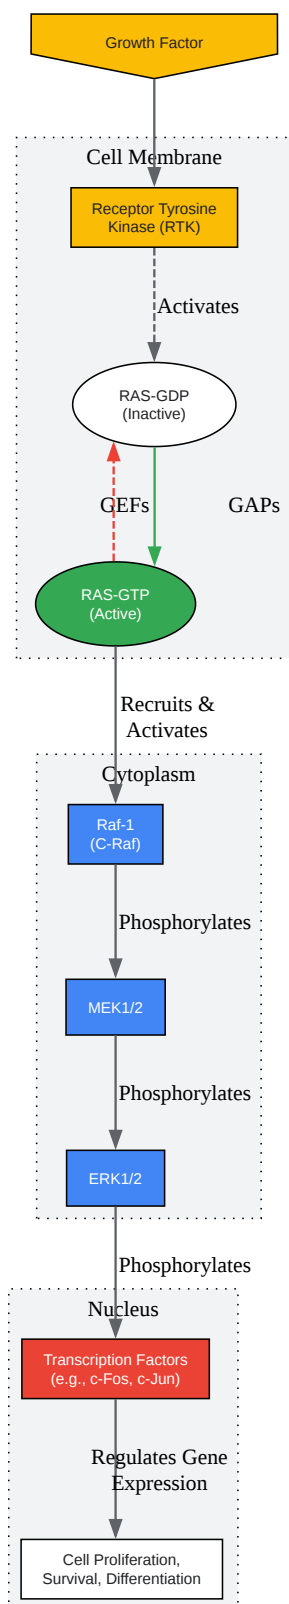 Growth Factor
Cell Membrane
Receptor Tyrosine
Kinase (RTK)
Activates
RAS-GDP
(Inactive)
GEFs
GAPs
RAS-GTP
(Active)
Recruits &
Activates
Cytoplasm
Raf-1
(C-Raf)
Phosphorylates
MEK1/2
Phosphorylates
ERK1/2
Phosphorylates
Nucleus
Transcription Factors
(e.g., c-Fos, c-Jun)
Regulates Gene
Expression
Cell Proliferation,
Survival, Differentiation